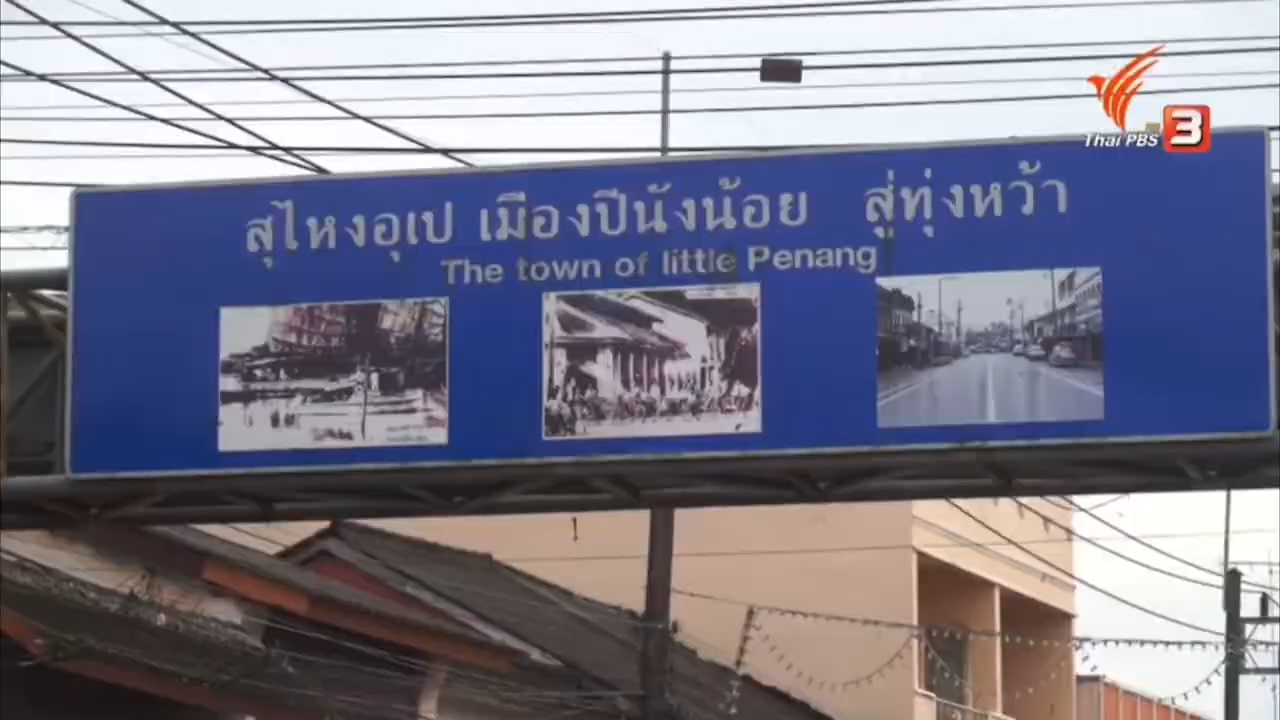 Thai PBS 3
สุไหงอุเป เมืองปีนังน้อย สู่ทุ่งหว้า
The town of little Penang